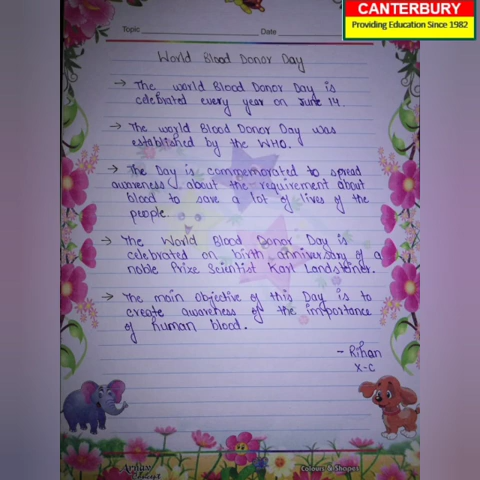 CANTERBURY
Providing Education Since 1982
Topic Date
World Blood Donor Day
→ The world Blood Donor Day is
celebrated every year on June 14.
→ The world Blood Donor Day was
established by the WHO.
→ The Day is commemorated to spread
awareness about the requirement about
blood to save a lot of lives of the
people.
→ The World Blood Donor Day is
celebrated on birth anniversary of a
noble Prize Scientist Karl Landsteiner.
→ The main objective of this Day is to
create awareness of the importance
of human blood.
- Rihan
X-C
Colours & Shapes